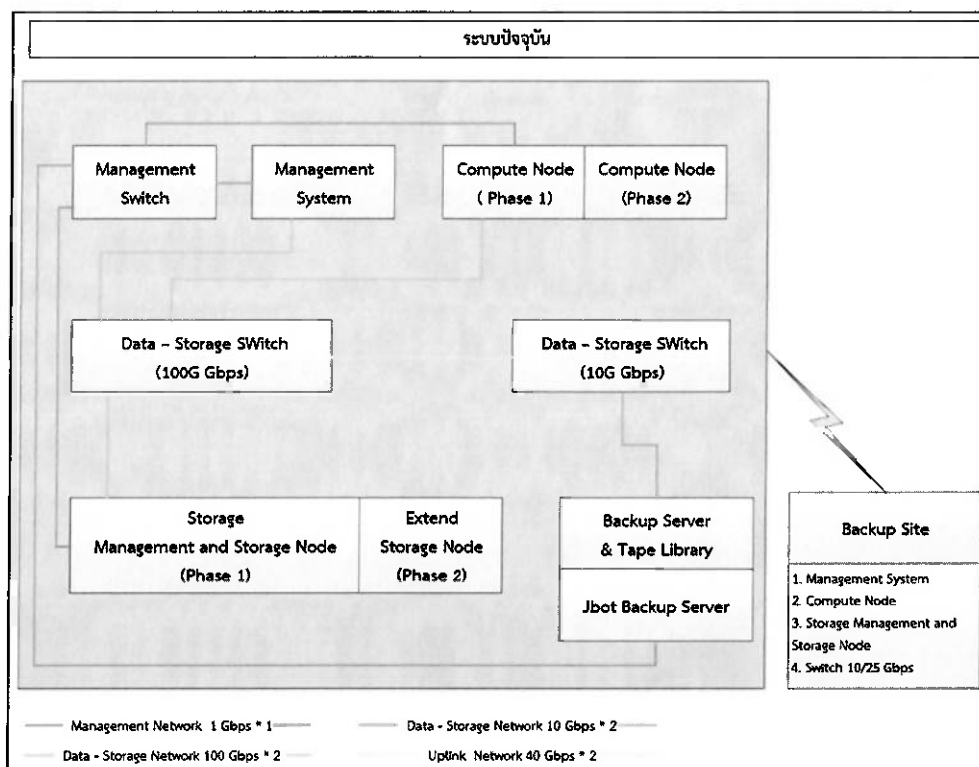 ระบบปัจจุบัน
Management
Switch
Management
System
Compute Node
( Phase 1)
Compute Node
(Phase 2)
Data – Storage SWitch
(100G Gbps)
Data – Storage SWitch
(10G Gbps)
Storage
Management and Storage Node
(Phase 1)
Extend
Storage Node
(Phase 2)
Backup Server
& Tape Library
Jbot Backup Server
Backup Site
1. Management System
2. Compute Node
3. Storage Management and
Storage Node
4. Switch 10/25 Gbps
Management Network 1 Gbps * 1
Data - Storage Network 10 Gbps * 2
Data - Storage Network 100 Gbps * 2
Uplink Network 40 Gbps * 2